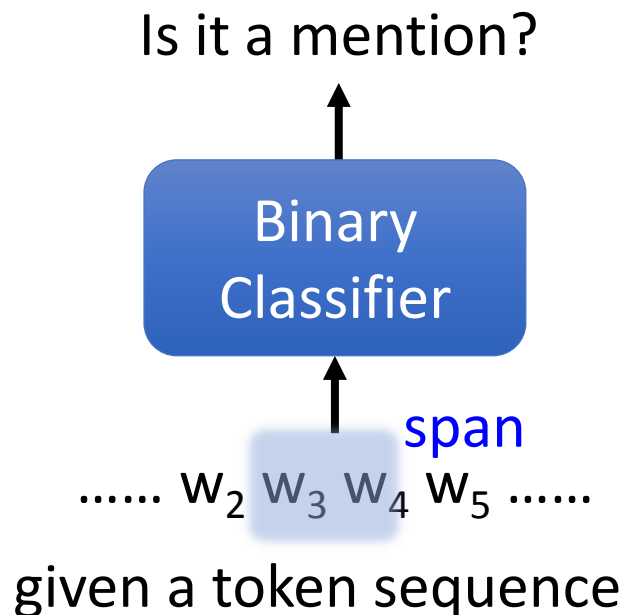 Is it a mention?
Binary
Classifier
span
...... w₂ w₃ w₄ w₅ ......
given a token sequence